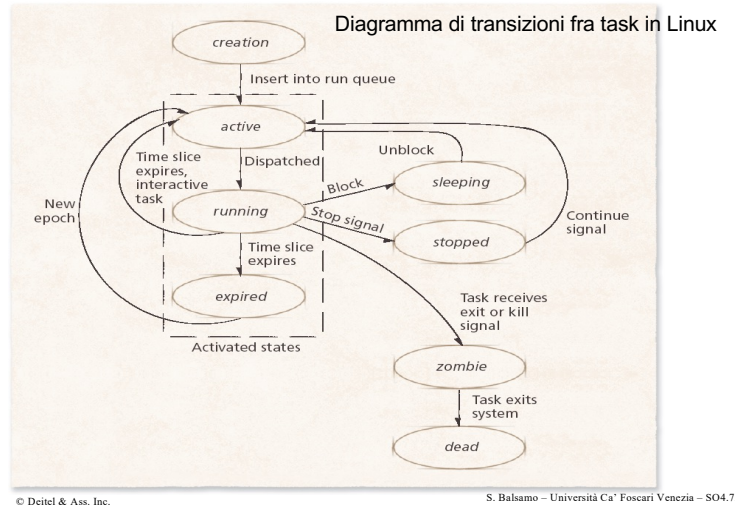 Diagramma di transizioni fra task in Linux
creation
Insert into run queue
active
Time slice
expires,
interactive
task
Dispatched
Unblock
Block
sleeping
New
epoch
running
Stop signal
stopped
Continue
signal
Time slice
expires
expired
Task receives
exit or kill
signal
Activated states
zombie
Task exits
system
dead
© Deitel & Ass. Inc.
S. Balsamo – Università Ca’ Foscari Venezia – SO4.7